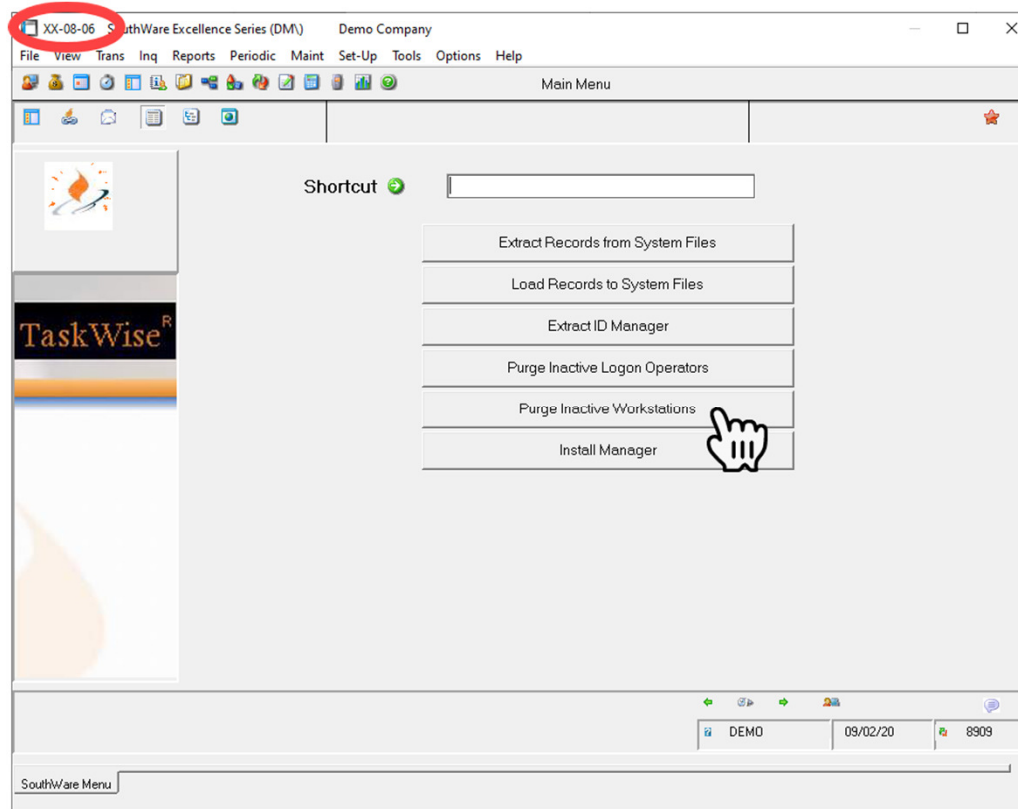 XX-08-06 SouthWare Excellence Series (DM\) Demo Company
File View Trans Inq Reports Periodic Maint Set-Up Tools Options Help
Main Menu
Shortcut
Extract Records from System Files
Load Records to System Files
Extract ID Manager
Purge Inactive Logon Operators
Purge Inactive Workstations
Install Manager
TaskWise R
DEMO 09/02/20 8909
SouthWare Menu